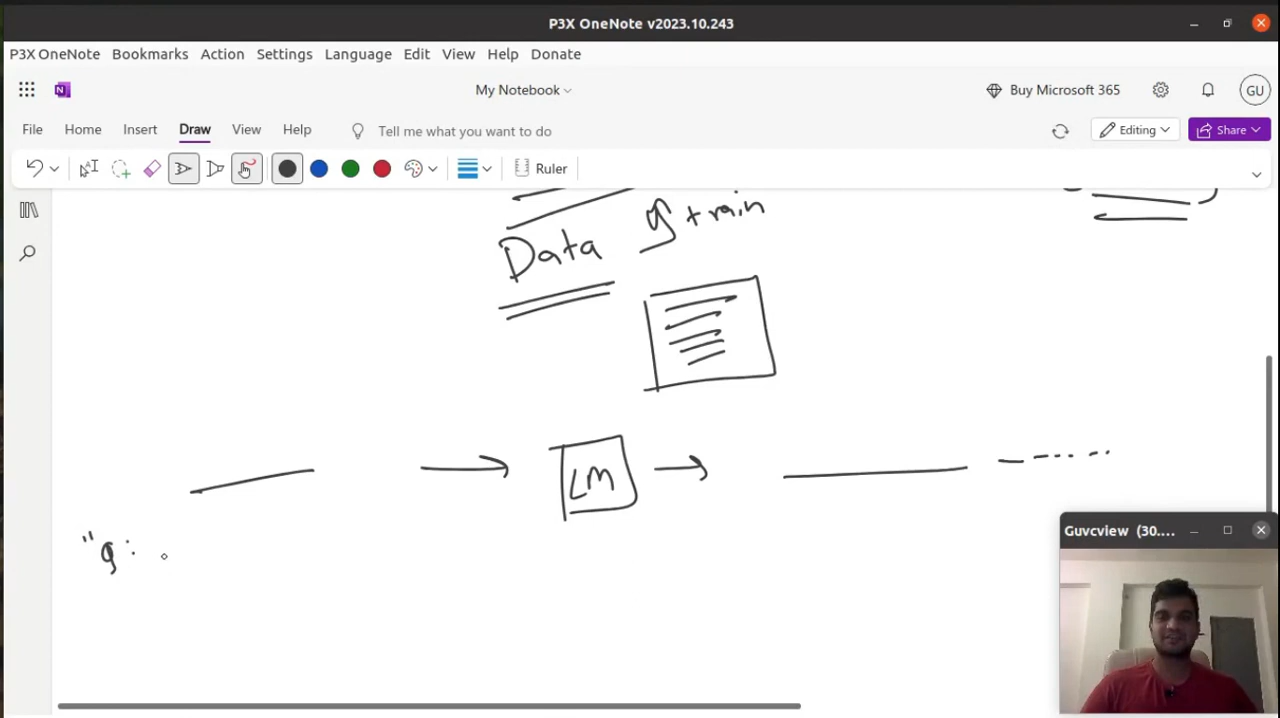 P3X OneNote v2023.10.243
P3X OneNote Bookmarks Action Settings Language Edit View Help Donate
My Notebook
Buy Microsoft 365
GU
File Home Insert Draw View Help
Tell me what you want to do
Editing
Share
Ruler
train
Data
LM
"q:
Guvcview (30....